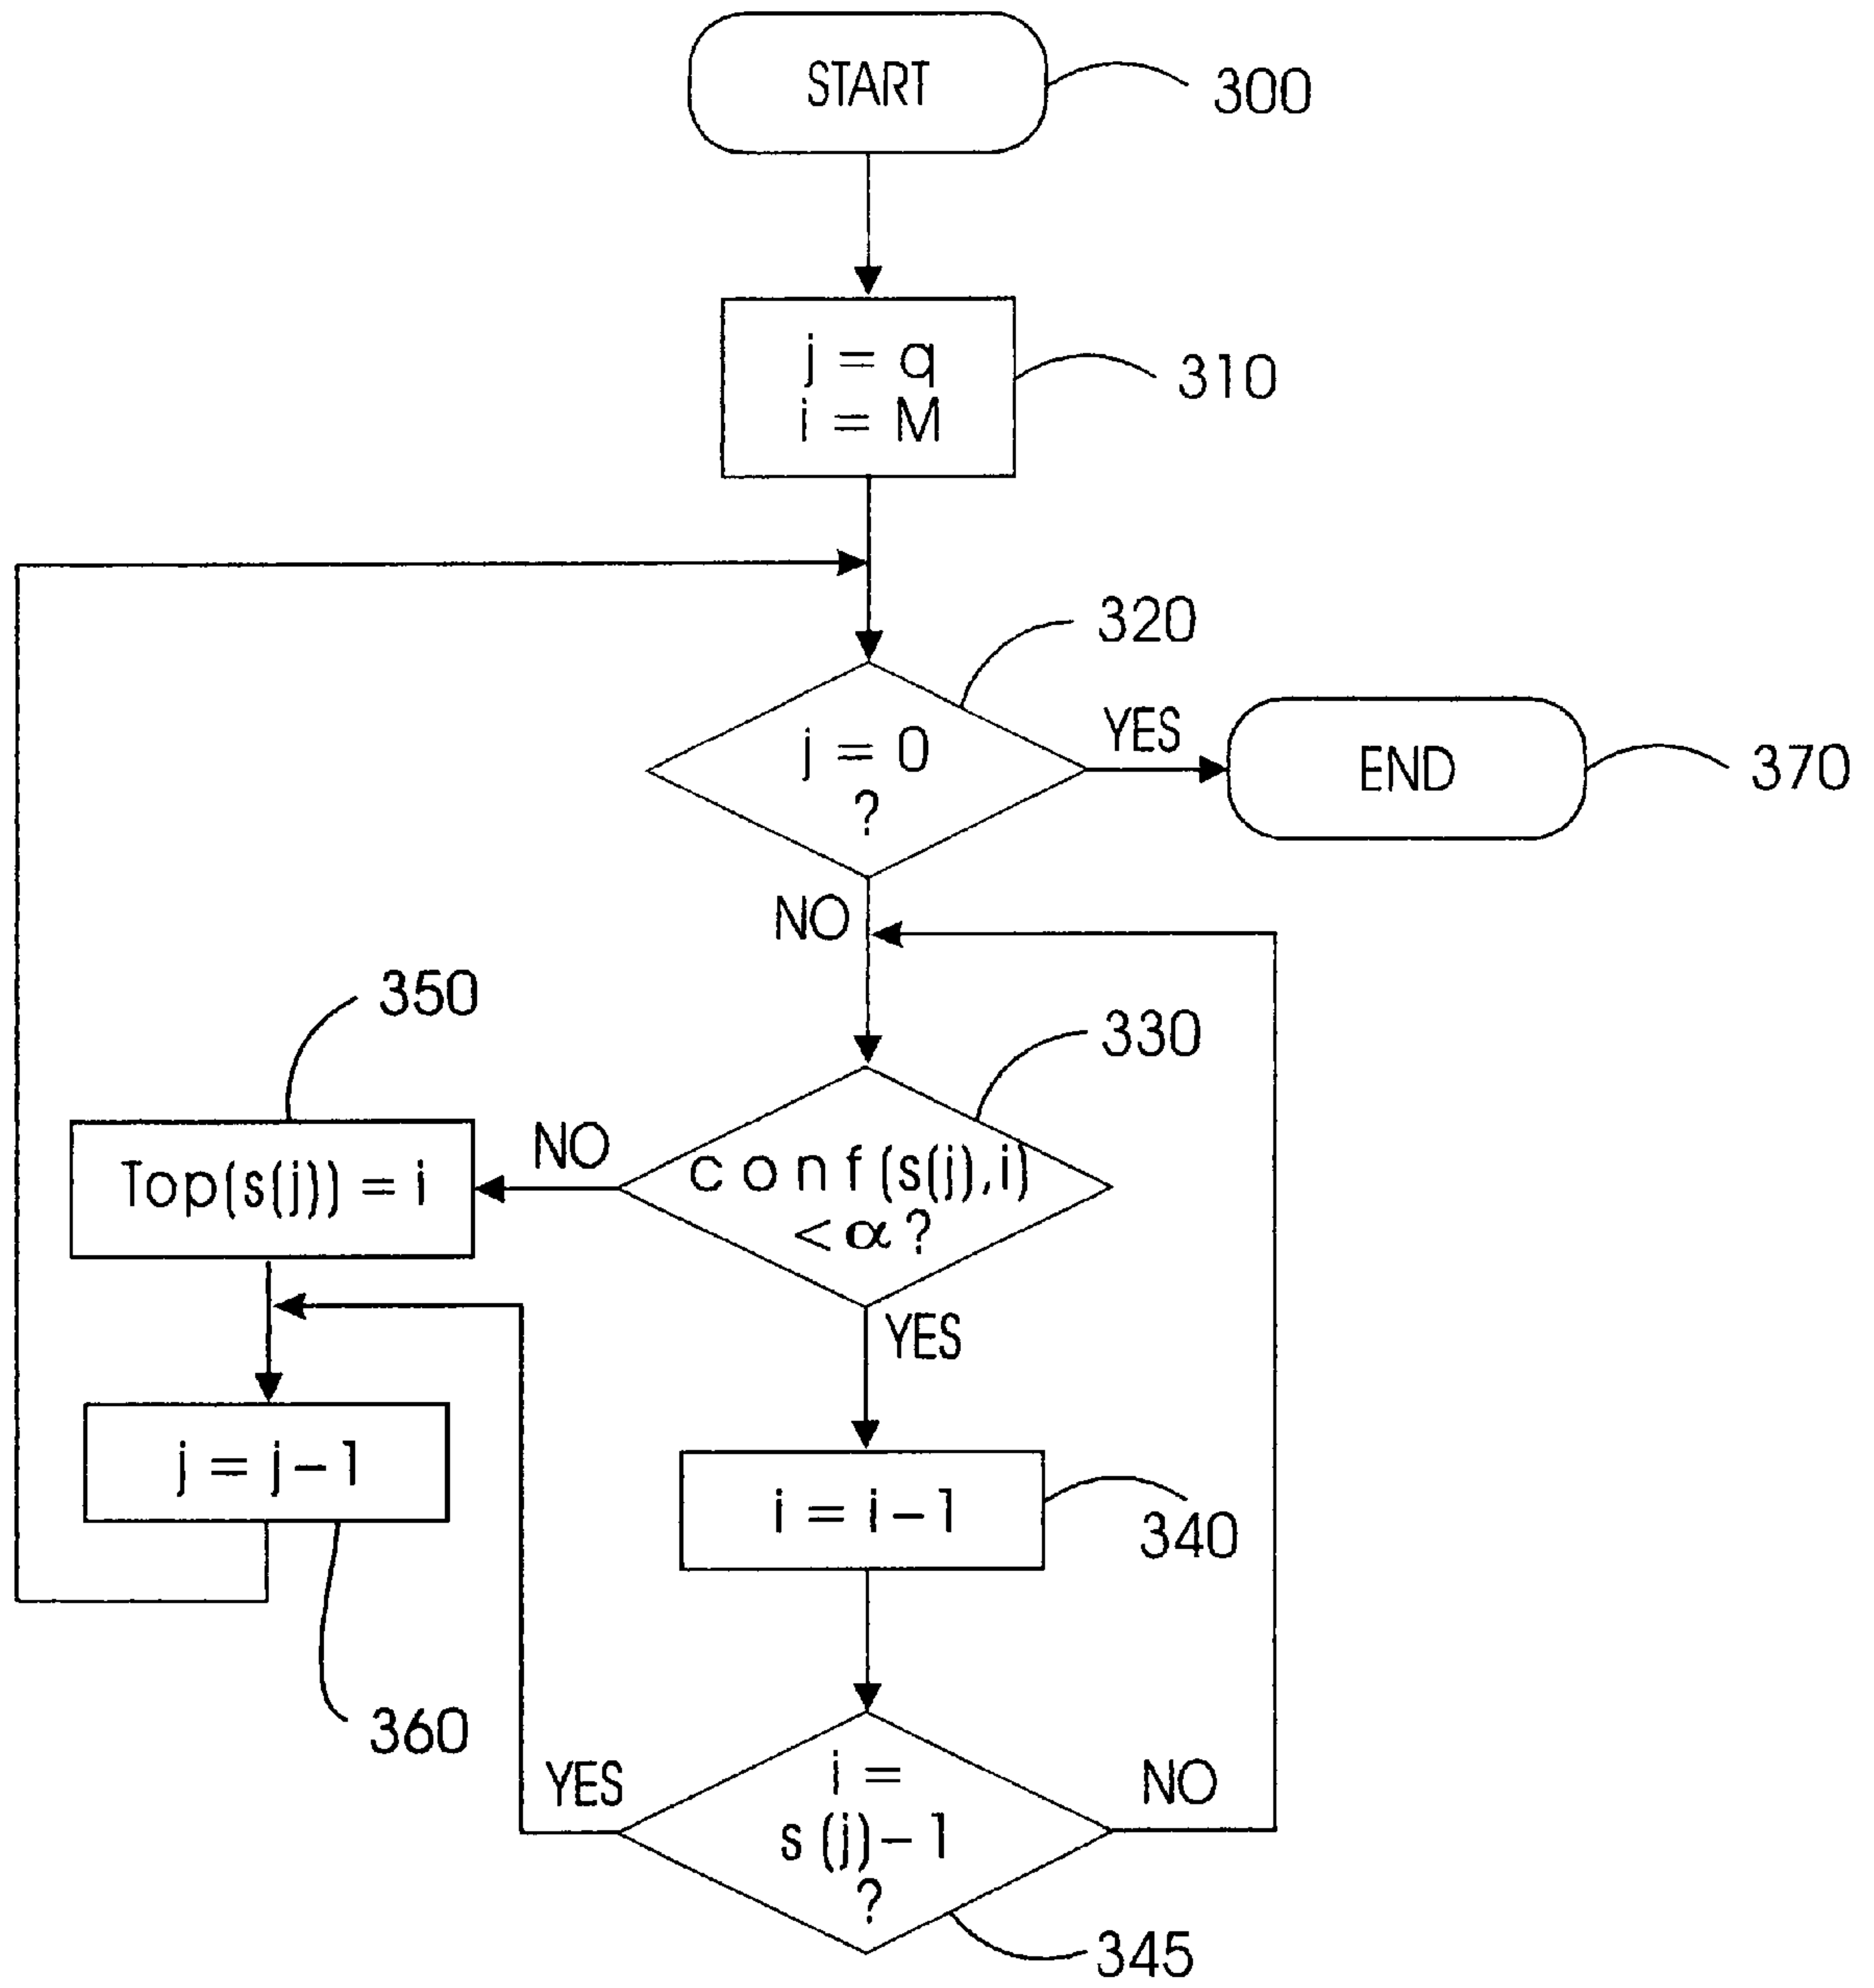 START
300
j = q
i = M
310
320
j = 0
?
YES
END
370
NO
350
330
Top(s(j)) = i
NO
conf(s(j),i)
< α ?
YES
j = j-1
i = i-1
340
360
YES
i =
s(j)-1
?
NO
345